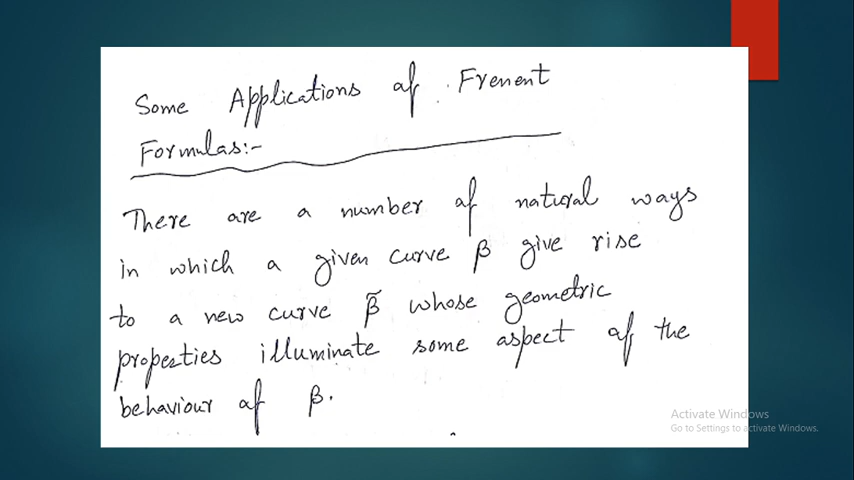 Some Applications of Frenent
Formulas:-
There are a number of natural ways
in which a given curve β give rise
to a new curve β̃ whose geometric
properties illuminate some aspect of the
behaviour of β.
Activate Windows
Go to Settings to activate Windows.